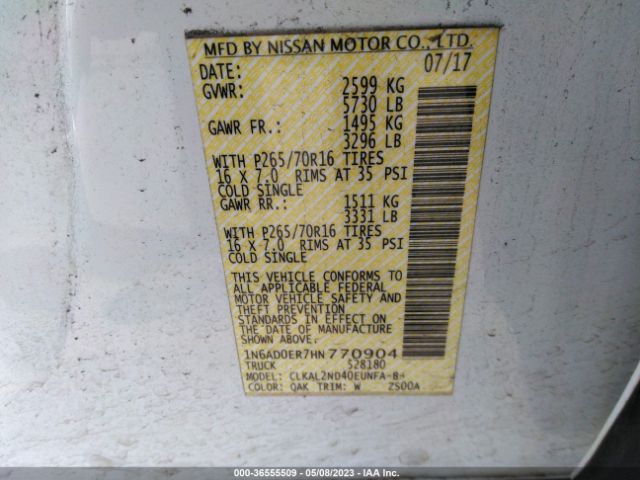 MFD BY NISSAN MOTOR CO., LTD.
DATE: 07/17
GVWR: 2599 KG
5730 LB
GAWR FR.: 1495 KG
3296 LB
WITH P265/70R16 TIRES
16 X 7.0 RIMS AT 35 PSI
COLD SINGLE
GAWR RR.: 1511 KG
3331 LB
WITH P265/70R16 TIRES
16 X 7.0 RIMS AT 35 PSI
COLD SINGLE
THIS VEHICLE CONFORMS TO
ALL APPLICABLE FEDERAL
MOTOR VEHICLE SAFETY AND
THEFT PREVENTION
STANDARDS IN EFFECT ON
THE DATE OF MANUFACTURE
SHOWN ABOVE.
1N6AD0ER7HN770904
TRUCK 528180
MODEL: CLKAL2ND40EUNFA-BH
COLOR: QAK TRIM: W ZS00A
000-36555509 - 05/08/2023 - IAA Inc.